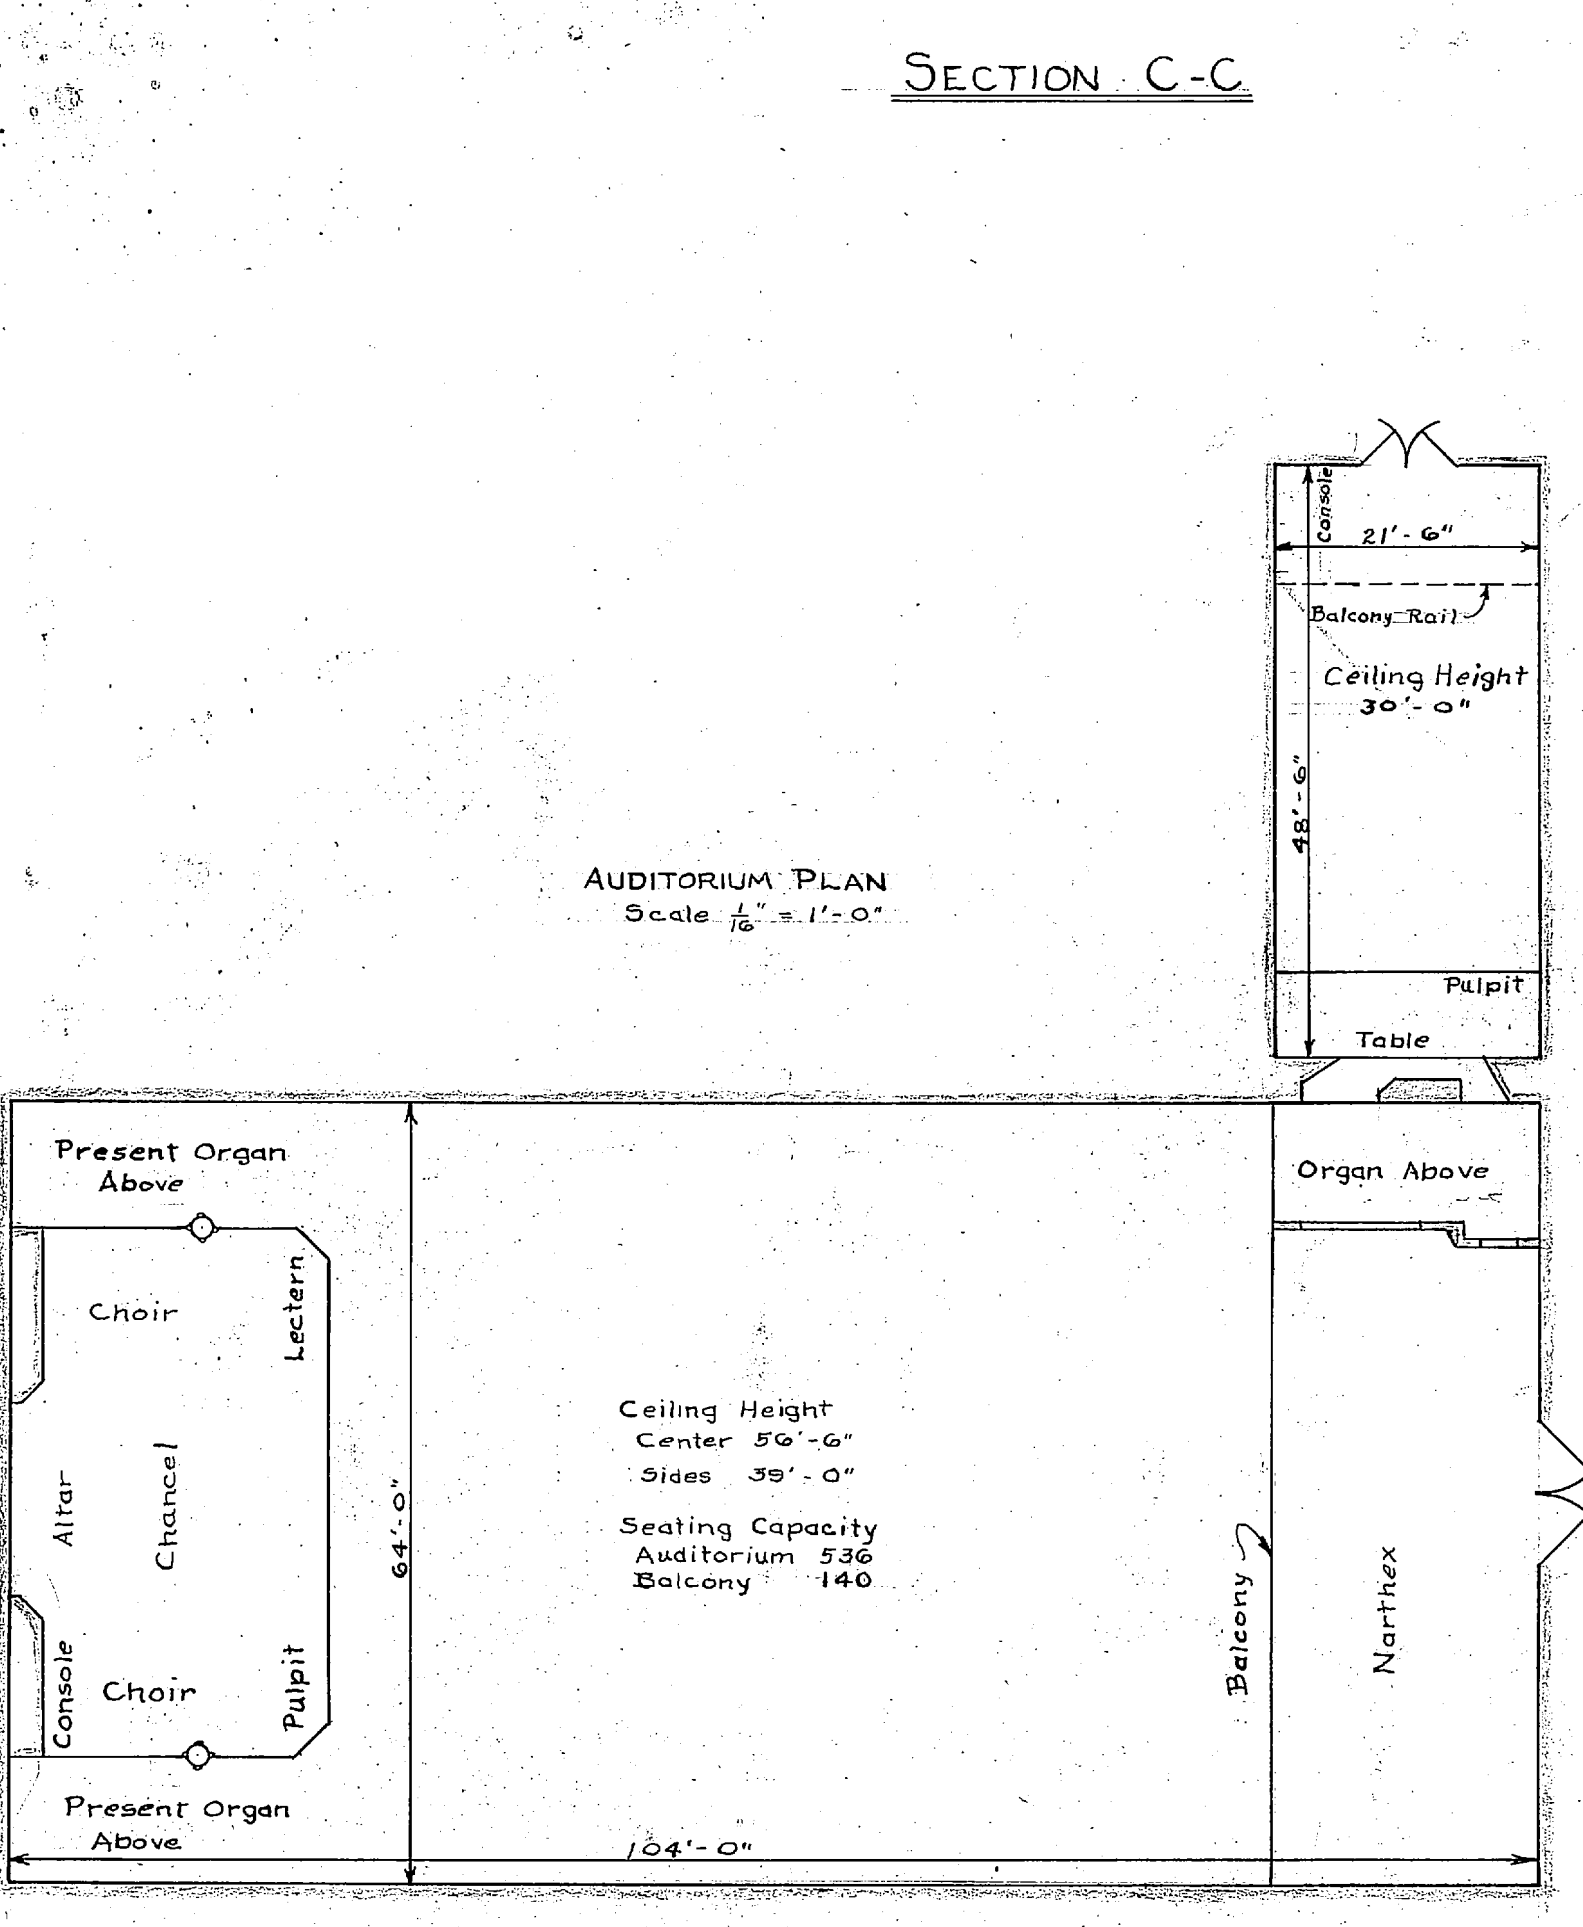 SECTION C-C
Console
21'-6"
Balcony Rail
Ceiling Height
30'-0"
48'-6"
AUDITORIUM PLAN
Scale 1/16" = 1'-0"
Pulpit
Table
Present Organ
Above
Organ Above
Choir
Lectern
Ceiling Height
Center 56'-6"
Sides 39'-0"
Altar
Chancel
64'-0"
Seating Capacity
Auditorium 536
Balcony 140
Balcony
Narthex
Console
Choir
Pulpit
Present Organ
Above
104'-0"